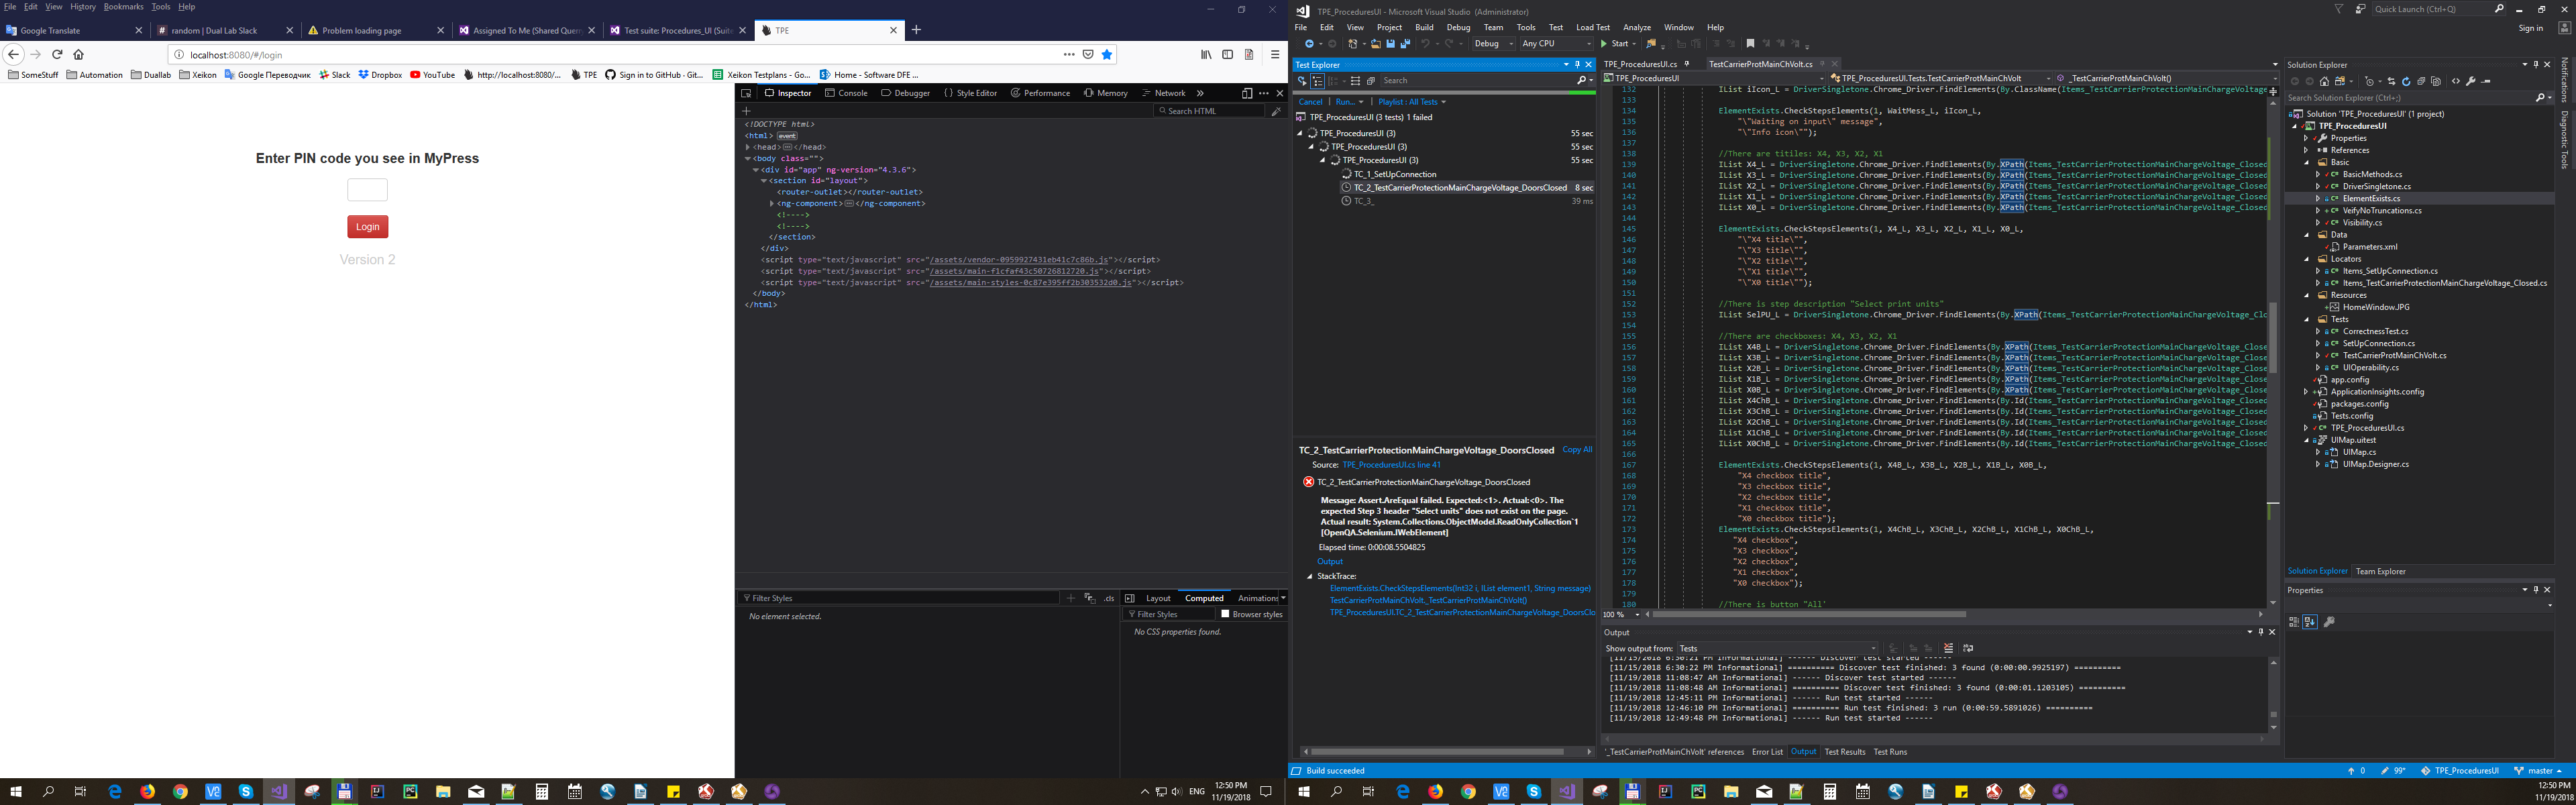 File Edit View History Bookmarks Tools Help
Google Translate
random | Dual Lab Slack
Problem loading page
Assigned To Me (Shared Quer
Test suite: Procedures_UI (Suite
TPE
localhost:8080/#/login
SomeStuff Automation Duallab Xeikon Google Переводчик Slack Dropbox YouTube http://localhost:8080/... TPE Sign in to GitHub · Git... Xeikon Testplans - Go... Home - Software DFE ...
Enter PIN code you see in MyPress
Login
Version 2
Inspector Console Debugger Style Editor Performance Memory Network
Search HTML
<!DOCTYPE html>
<html> event
<head> </head>
<body class="">
<div id="app" ng-version="4.3.6">
<section id="layout">
<router-outlet></router-outlet>
<ng-component> </ng-component>
<!---->
<!---->
</section>
</div>
<script type="text/javascript" src="/assets/vendor-0959927431eb41c7c86b.js"></script>
<script type="text/javascript" src="/assets/main-f1cfaf43c50726812720.js"></script>
<script type="text/javascript" src="/assets/main-styles-0c87e395ff2b303532d0.js"></script>
</body>
</html>
Filter Styles
.cls
Layout Computed Animations
No element selected.
Filter Styles
Browser styles
No CSS properties found.
ENG
12:50 PM
11/19/2018
TPE_ProceduresUI - Microsoft Visual Studio (Administrator)
Quick Launch (Ctrl+Q)
File Edit View Project Build Debug Team Tools Test Load Test Analyze Window Help
Sign in
Debug Any CPU Start
Test Explorer
Search
Cancel | Run... | Playlist : All Tests
TPE_ProceduresUI (3 tests) 1 failed
TPE_ProceduresUI (3) 55 sec
TPE_ProceduresUI (3) 55 sec
TPE_ProceduresUI (3) 55 sec
TC_1_SetUpConnection
TC_2_TestCarrierProtectionMainChargeVoltage_DoorsClosed 8 sec
TC_3_ 39 ms
TC_2_TestCarrierProtectionMainChargeVoltage_DoorsClosed Copy All
Source: TPE_ProceduresUI.cs line 41
TC_2_TestCarrierProtectionMainChargeVoltage_DoorsClosed
Message: Assert.AreEqual failed. Expected:<1>. Actual:<0>. The
expected Step 3 header "Select units" does not exist on the page.
Actual result: System.Collections.ObjectModel.ReadOnlyCollection`1
[OpenQA.Selenium.IWebElement]
Elapsed time: 0:00:08.5504825
Output
StackTrace:
ElementExists.CheckStepsElements(Int32 i, IList element1, String message)
TestCarrierProtMainChVolt._TestCarrierProtMainChVolt()
TPE_ProceduresUI.TC_2_TestCarrierProtectionMainChargeVoltage_DoorsClo
TPE_ProceduresUI.cs
TestCarrierProtMainChVolt.cs
TPE_ProceduresUI
TPE_ProceduresUI.Tests.TestCarrierProtMainChVolt
_TestCarrierProtMainChVolt()
132 IList iIcon_L = DriverSingletone.Chrome_Driver.FindElements(By.ClassName(Items_TestCarrierProtectionMainChargeVoltage
133
134 ElementExists.CheckStepsElements(1, WaitMess_L, iIcon_L,
135 "\"Waiting on input\" message",
136 "\"Info icon\"");
137
138 //There are titiles: X4, X3, X2, X1
139 IList X4_L = DriverSingletone.Chrome_Driver.FindElements(By.XPath(Items_TestCarrierProtectionMainChargeVoltage_Closed
140 IList X3_L = DriverSingletone.Chrome_Driver.FindElements(By.XPath(Items_TestCarrierProtectionMainChargeVoltage_Closed
141 IList X2_L = DriverSingletone.Chrome_Driver.FindElements(By.XPath(Items_TestCarrierProtectionMainChargeVoltage_Closed
142 IList X1_L = DriverSingletone.Chrome_Driver.FindElements(By.XPath(Items_TestCarrierProtectionMainChargeVoltage_Closed
143 IList X0_L = DriverSingletone.Chrome_Driver.FindElements(By.XPath(Items_TestCarrierProtectionMainChargeVoltage_Closed
144
145 ElementExists.CheckStepsElements(1, X4_L, X3_L, X2_L, X1_L, X0_L,
146 "\"X4 title\"",
147 "\"X3 title\"",
148 "\"X2 title\"",
149 "\"X1 title\"",
150 "\"X0 title\"");
151
152 //There is step description "Select print units"
153 IList SelPU_L = DriverSingletone.Chrome_Driver.FindElements(By.XPath(Items_TestCarrierProtectionMainChargeVoltage_Clo
154
155 //There are checkboxes: X4, X3, X2, X1
156 IList X4B_L = DriverSingletone.Chrome_Driver.FindElements(By.XPath(Items_TestCarrierProtectionMainChargeVoltage_Close
157 IList X3B_L = DriverSingletone.Chrome_Driver.FindElements(By.XPath(Items_TestCarrierProtectionMainChargeVoltage_Close
158 IList X2B_L = DriverSingletone.Chrome_Driver.FindElements(By.XPath(Items_TestCarrierProtectionMainChargeVoltage_Close
159 IList X1B_L = DriverSingletone.Chrome_Driver.FindElements(By.XPath(Items_TestCarrierProtectionMainChargeVoltage_Close
160 IList X0B_L = DriverSingletone.Chrome_Driver.FindElements(By.XPath(Items_TestCarrierProtectionMainChargeVoltage_Close
161 IList X4ChB_L = DriverSingletone.Chrome_Driver.FindElements(By.Id(Items_TestCarrierProtectionMainChargeVoltage_Closed
162 IList X3ChB_L = DriverSingletone.Chrome_Driver.FindElements(By.Id(Items_TestCarrierProtectionMainChargeVoltage_Closed
163 IList X2ChB_L = DriverSingletone.Chrome_Driver.FindElements(By.Id(Items_TestCarrierProtectionMainChargeVoltage_Closed
164 IList X1ChB_L = DriverSingletone.Chrome_Driver.FindElements(By.Id(Items_TestCarrierProtectionMainChargeVoltage_Closed
165 IList X0ChB_L = DriverSingletone.Chrome_Driver.FindElements(By.Id(Items_TestCarrierProtectionMainChargeVoltage_Closed
166
167 ElementExists.CheckStepsElements(1, X4B_L, X3B_L, X2B_L, X1B_L, X0B_L,
168 "X4 checkbox title",
169 "X3 checkbox title",
170 "X2 checkbox title",
171 "X1 checkbox title",
172 "X0 checkbox title");
173 ElementExists.CheckStepsElements(1, X4ChB_L, X3ChB_L, X2ChB_L, X1ChB_L, X0ChB_L,
174 "X4 checkbox",
175 "X3 checkbox",
176 "X2 checkbox",
177 "X1 checkbox",
178 "X0 checkbox");
179
180 //There is button "All'
100 %
Output
Show output from: Tests
[11/15/2018 6:30:21 PM Informational] ------ Discover test started ------
[11/15/2018 6:30:22 PM Informational] ========== Discover test finished: 3 found (0:00:00.9925197) ==========
[11/19/2018 11:08:47 AM Informational] ------ Discover test started ------
[11/19/2018 11:08:48 AM Informational] ========== Discover test finished: 3 found (0:00:01.1203105) ==========
[11/19/2018 12:45:11 PM Informational] ------ Run test started ------
[11/19/2018 12:46:10 PM Informational] ========== Run test finished: 3 run (0:00:59.5891026) ==========
[11/19/2018 12:49:48 PM Informational] ------ Run test started ------
'_TestCarrierProtMainChVolt' references Error List Output Test Results Test Runs
Solution Explorer
Search Solution Explorer (Ctrl+;)
Solution 'TPE_ProceduresUI' (1 project)
TPE_ProceduresUI
Properties
References
Basic
BasicMethods.cs
DriverSingletone.cs
ElementExists.cs
VeifyNoTruncations.cs
Visibility.cs
Data
Parameters.xml
Locators
Items_SetUpConnection.cs
Items_TestCarrierProtectionMainChargeVoltage_Closed.cs
Resources
HomeWindow.JPG
Tests
CorrectnessTest.cs
SetUpConnection.cs
TestCarrierProtMainChVolt.cs
UIOperability.cs
app.config
ApplicationInsights.config
packages.config
Tests.config
TPE_ProceduresUI.cs
UIMap.uitest
UIMap.cs
UIMap.Designer.cs
Solution Explorer Team Explorer
Properties
Notifications
Diagnostic Tools
Build succeeded
0 99* TPE_ProceduresUI master
12:50 PM
11/19/2018